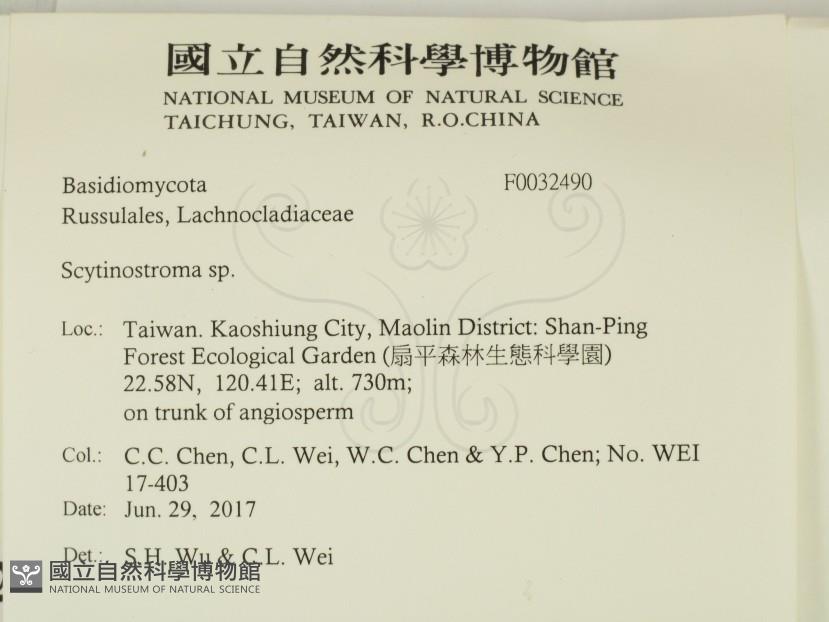 國立自然科學博物館
NATIONAL MUSEUM OF NATURAL SCIENCE
TAICHUNG, TAIWAN, R.O.CHINA
Basidiomycota F0032490
Russulales, Lachnocladiaceae
Scytinostroma sp.
Loc.: Taiwan. Kaoshiung City, Maolin District: Shan-Ping
Forest Ecological Garden (扇平森林生態科學園)
22.58N, 120.41E; alt. 730m;
on trunk of angiosperm
Col.: C.C. Chen, C.L. Wei, W.C. Chen & Y.P. Chen; No. WEI
17-403
Date: Jun. 29, 2017
Det.: S.H. Wu & C.L. Wei
國立自然科學博物館
NATIONAL MUSEUM OF NATURAL SCIENCE